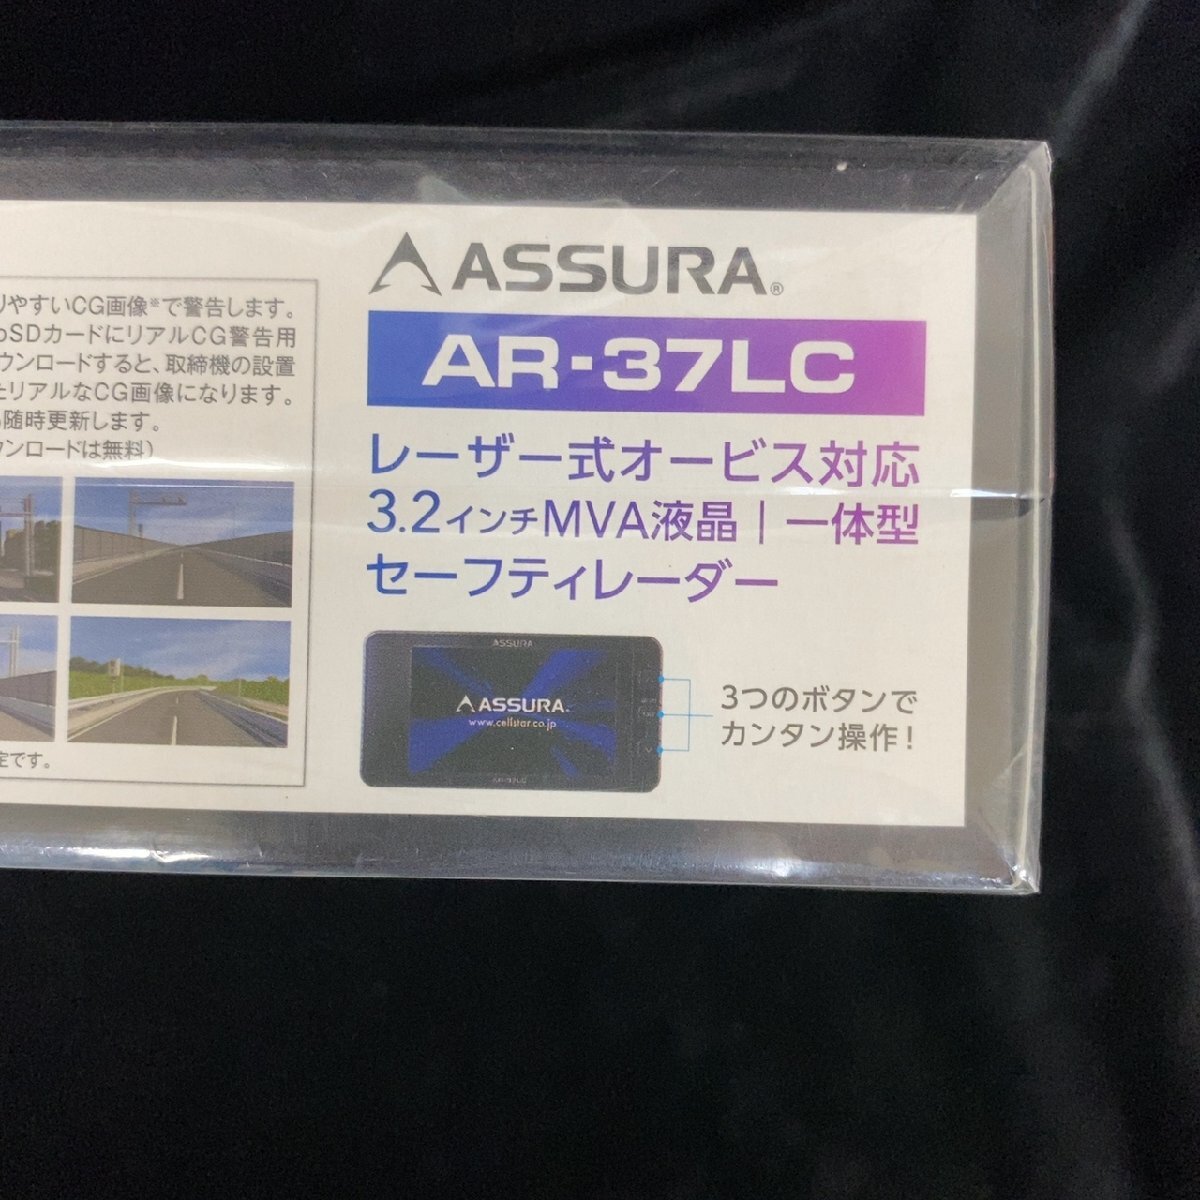 りやすいCG画像※で警告します。
oSDカードにリアルCG警告用
ウンロードすると、取締機の設置
たリアルなCG画像になります。
随時更新します。
ウンロードは無料)
定です。
ASSURA®
AR-37LC
レーザー式オービス対応
3.2インチMVA液晶|一体型
セーフティレーダー
ASSURA
ASSURA
www.cellstar.co.jp
AR-37LC
3つのボタンで
カンタン操作!